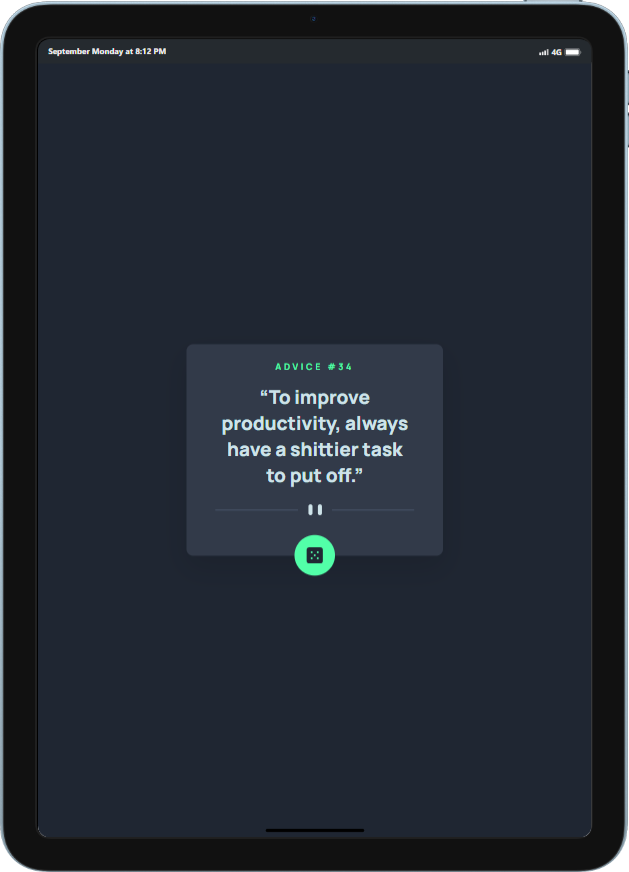 September Monday at 8:12 PM
4G
ADVICE #34
“To improve
productivity, always
have a shittier task
to put off.”